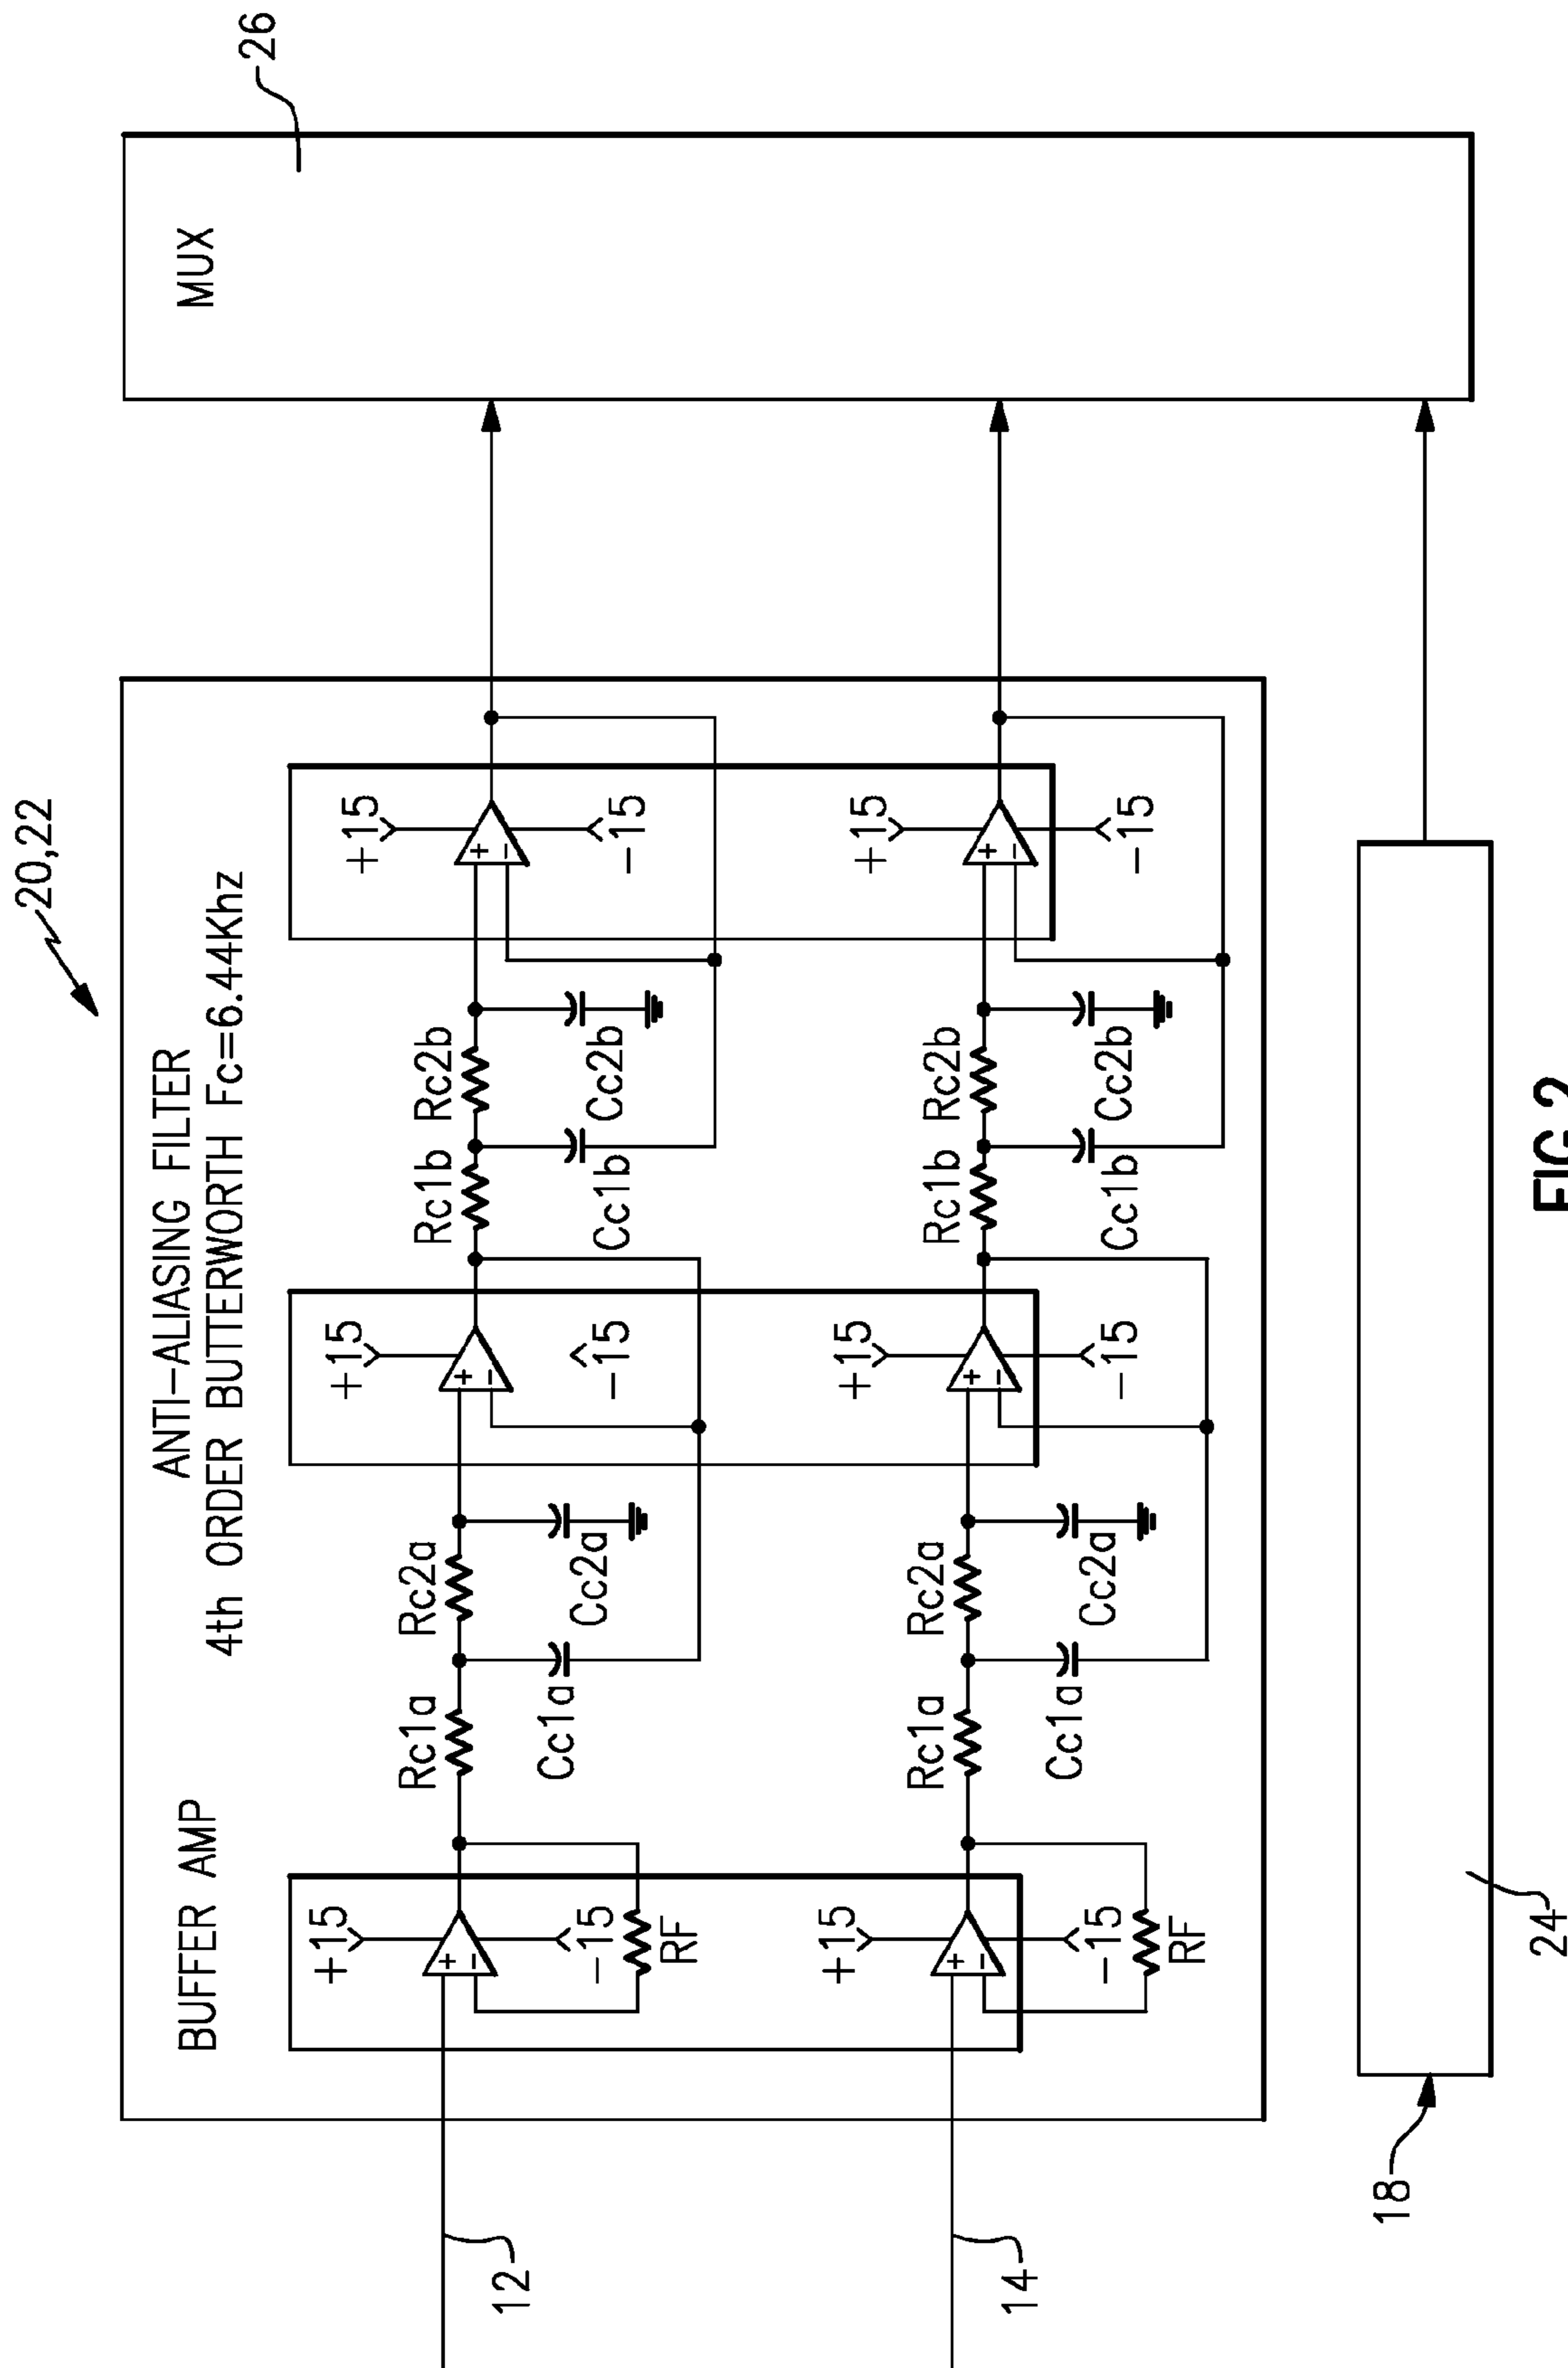 20,22
ANTI-ALIASING FILTER
BUFFER AMP
4th ORDER BUTTERWORTH Fc=6.44Khz
MUX
26
+15
+15
+15
Rc1a
Rc2a
Rc1b
Rc2b
+
-
+
-
+
-
12
-15
RF
Cc1a
Cc2a
-15
Cc1b
Cc2b
-15
+15
+15
+15
Rc1a
Rc2a
Rc1b
Rc2b
+
-
+
-
+
-
14
-15
RF
Cc1a
Cc2a
-15
Cc1b
Cc2b
-15
18
24
FIG.2